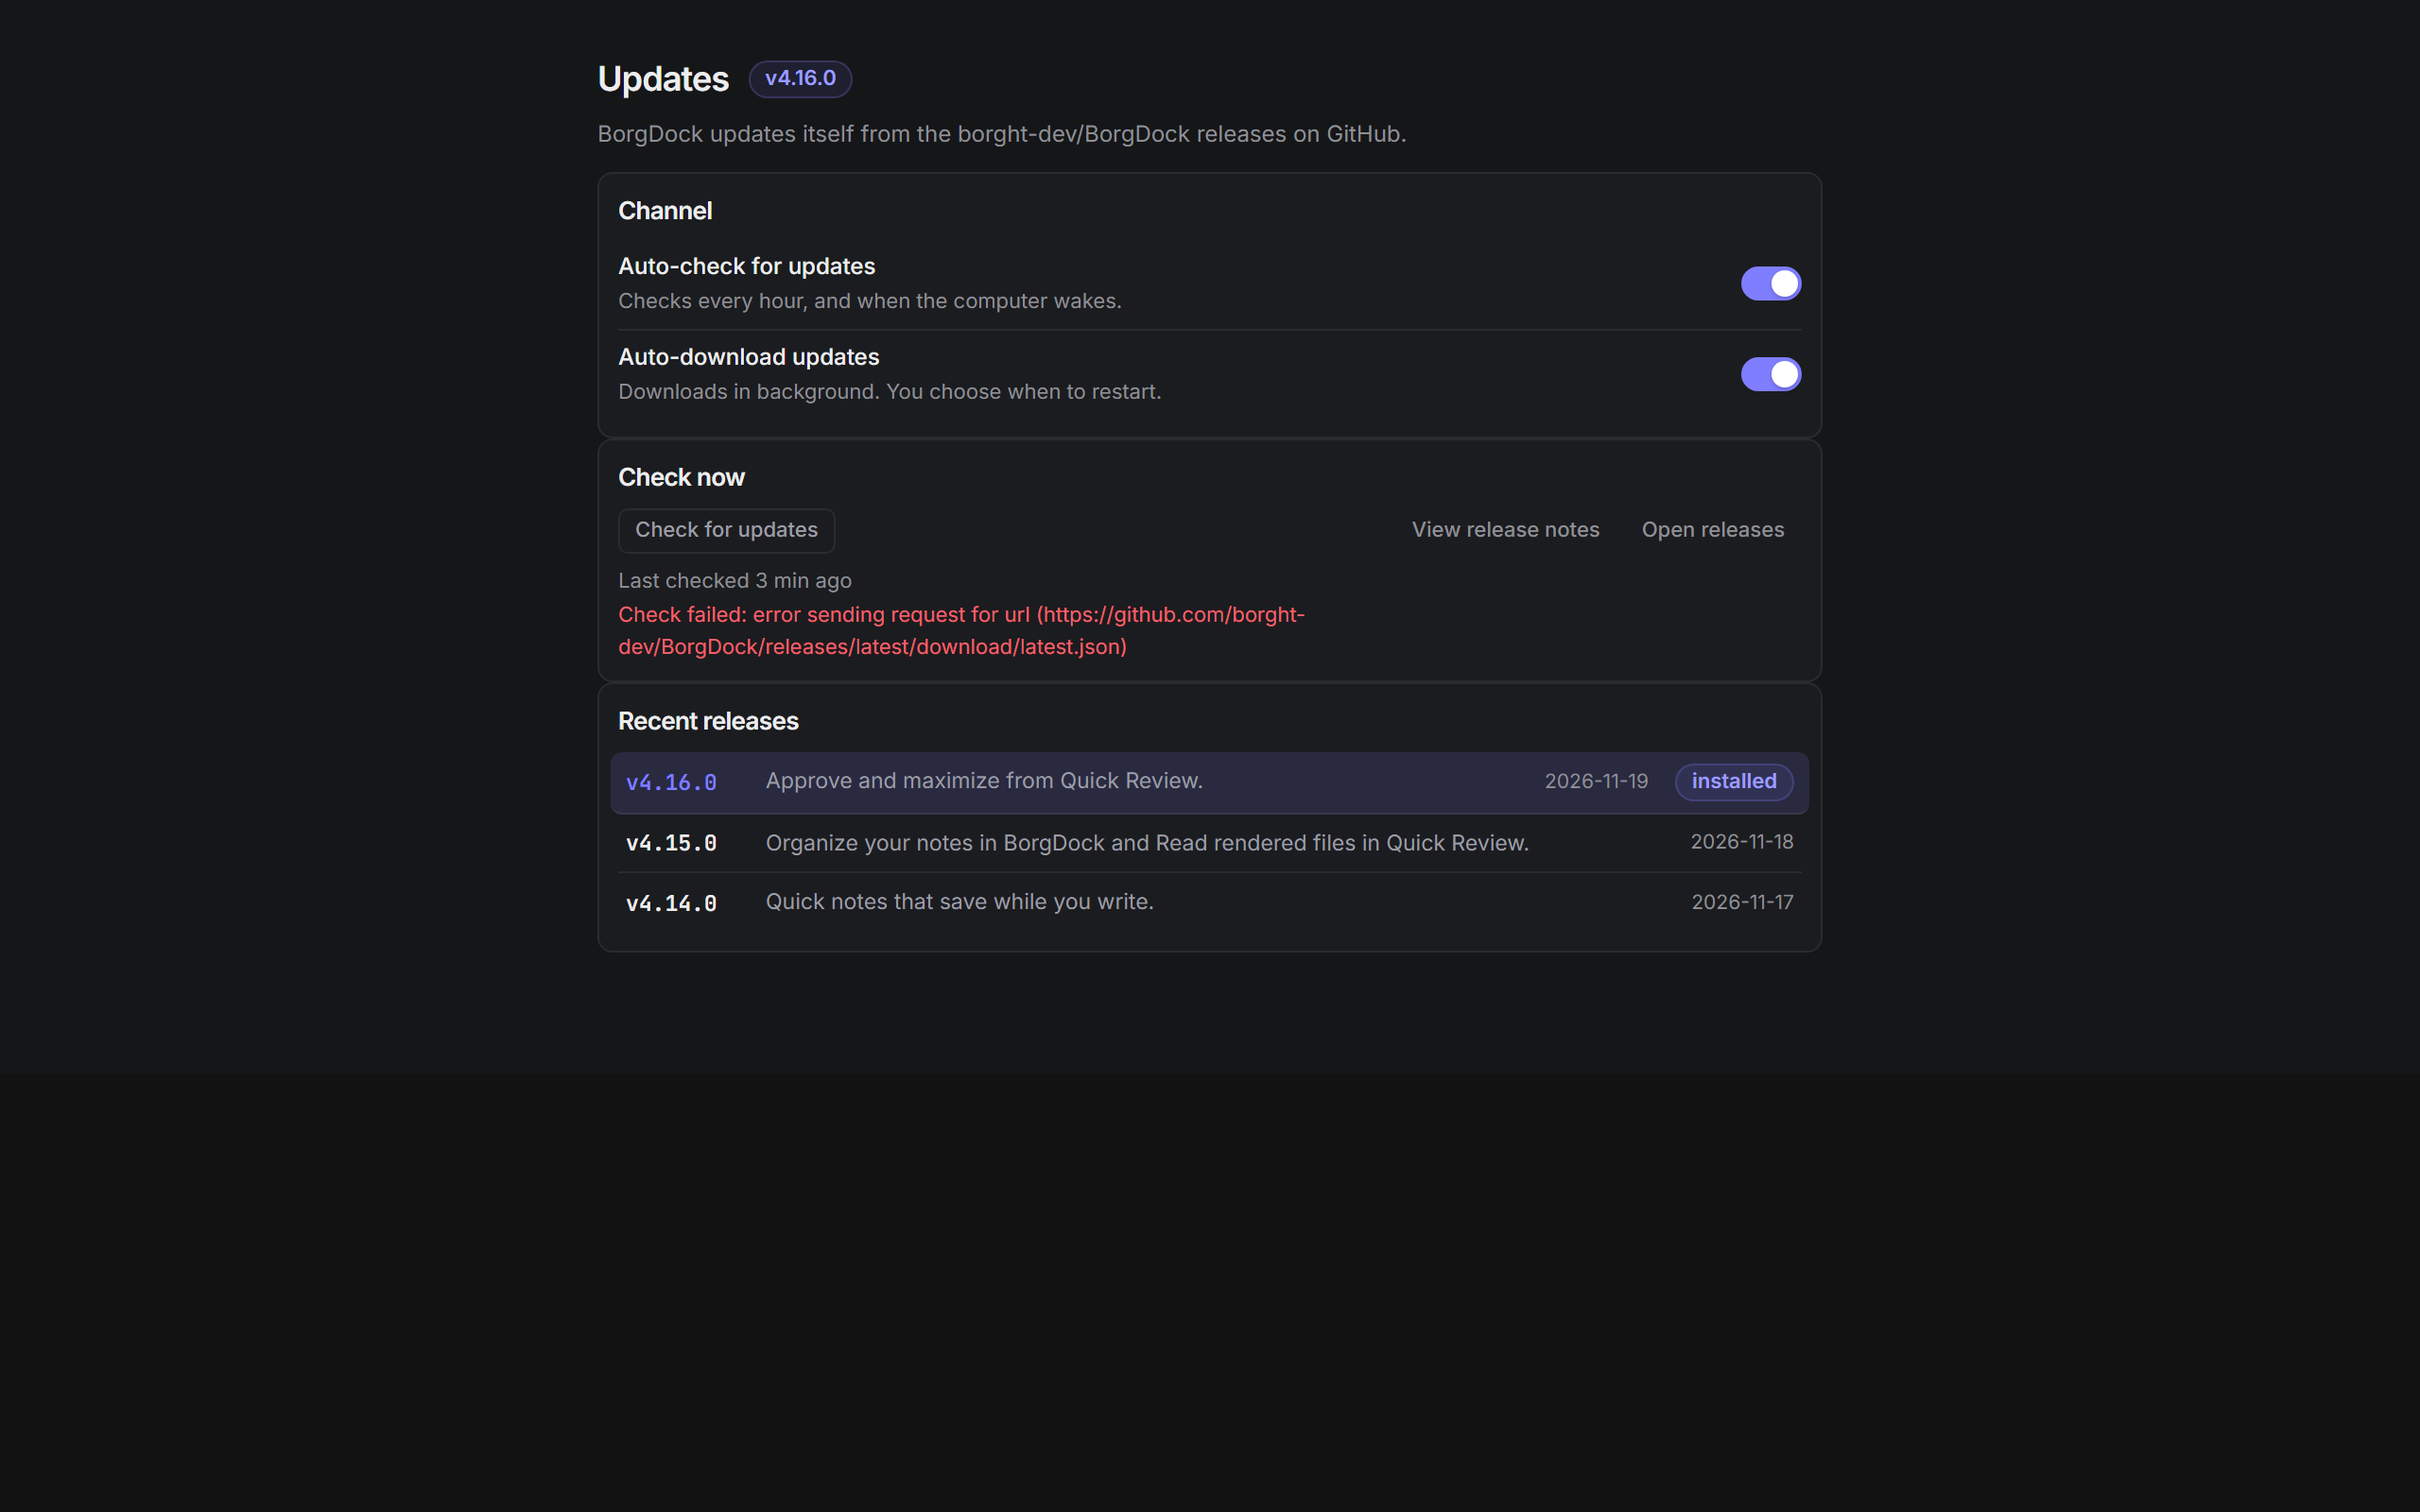 Updates v4.16.0
BorgDock updates itself from the borght-dev/BorgDock releases on GitHub.
Channel
Auto-check for updates
Checks every hour, and when the computer wakes.
Auto-download updates
Downloads in background. You choose when to restart.
Check now
Check for updates View release notes Open releases
Last checked 3 min ago
Check failed: error sending request for url (https://github.com/borght-
dev/BorgDock/releases/latest/download/latest.json)
Recent releases
v4.16.0 Approve and maximize from Quick Review. 2026-11-19 installed
v4.15.0 Organize your notes in BorgDock and Read rendered files in Quick Review. 2026-11-18
v4.14.0 Quick notes that save while you write. 2026-11-17